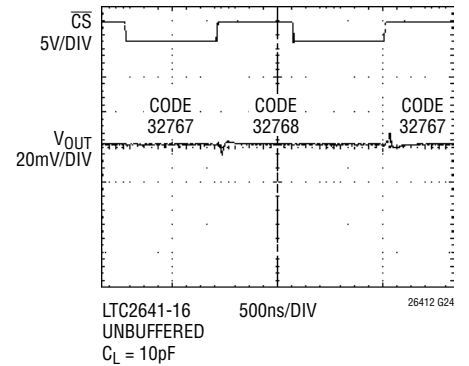 CS
5V/DIV
CODE 32767
CODE 32768
CODE 32767
VOUT
20mV/DIV
LTC2641-16
500ns/DIV
26412 G24
UNBUFFERED
CL = 10pF